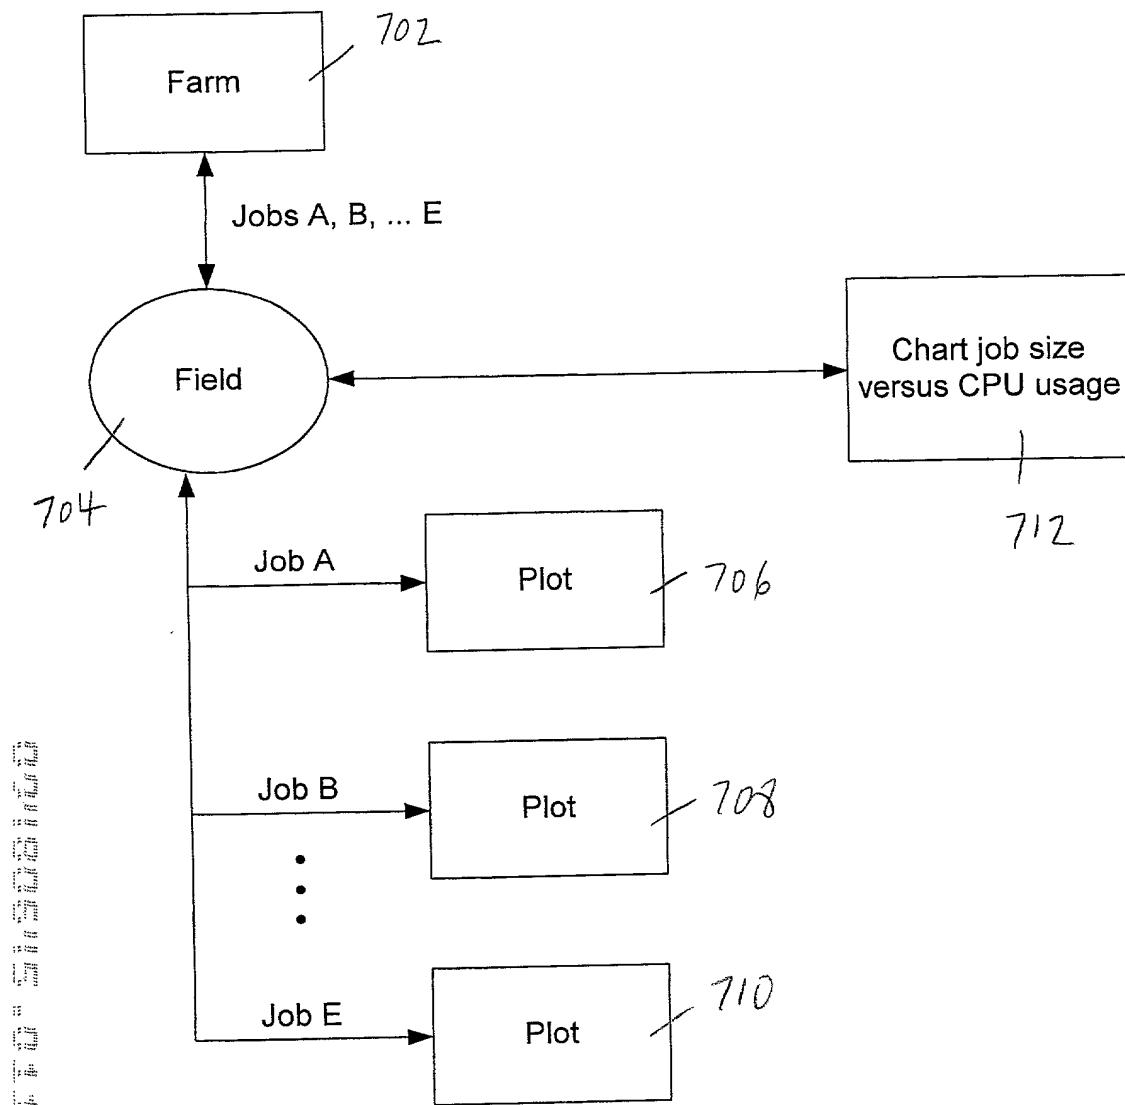 702
Farm
Jobs A, B, ... E
Field
Chart job size
versus CPU usage
704
712
Job A
Plot
706
Job B
Plot
708
Job E
Plot
710